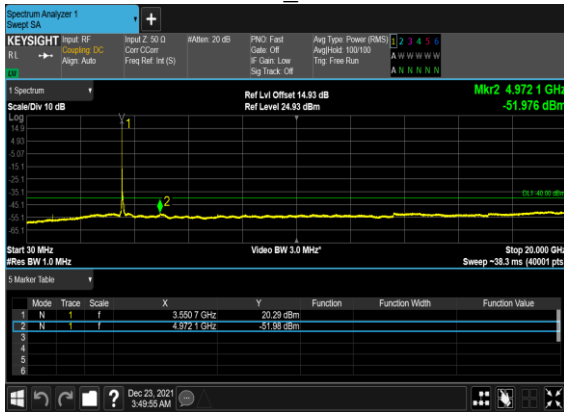 Spectrum Analyzer 1
Swept SA
KEYSIGHT
RL
Input: RF
Coupling: DC
Align: Auto
Input Z: 50 Ω
Corr CCorr
Freq Ref: Int (S)
#Atten: 20 dB
PNO: Fast
Gate: Off
IF Gain: Low
Sig Track: Off
Avg Type: Power (RMS)
Avg|Hold: 100/100
Trig: Free Run
1 2 3 4 5 6
A W W W W W
A N N N N N
1 Spectrum
Scale/Div 10 dB
Ref Lvl Offset 14.93 dB
Ref Level 24.93 dBm
Mkr2 4.972 1 GHz
-51.976 dBm
Log
14.9
4.93
-5.07
-15.1
-25.1
-35.1
-45.1
-55.1
-65.1
1
2
DL1 -40.00 dBm
Start 30 MHz
#Res BW 1.0 MHz
Video BW 3.0 MHz*
Stop 20.000 GHz
Sweep ~38.3 ms (40001 pts)
5 Marker Table
Mode Trace Scale X Y Function Function Width Function Value
1 N 1 f 3.550 7 GHz 20.29 dBm
2 N 1 f 4.972 1 GHz -51.98 dBm
3
4
5
6
?
Dec 23, 2021
3:49:55 AM